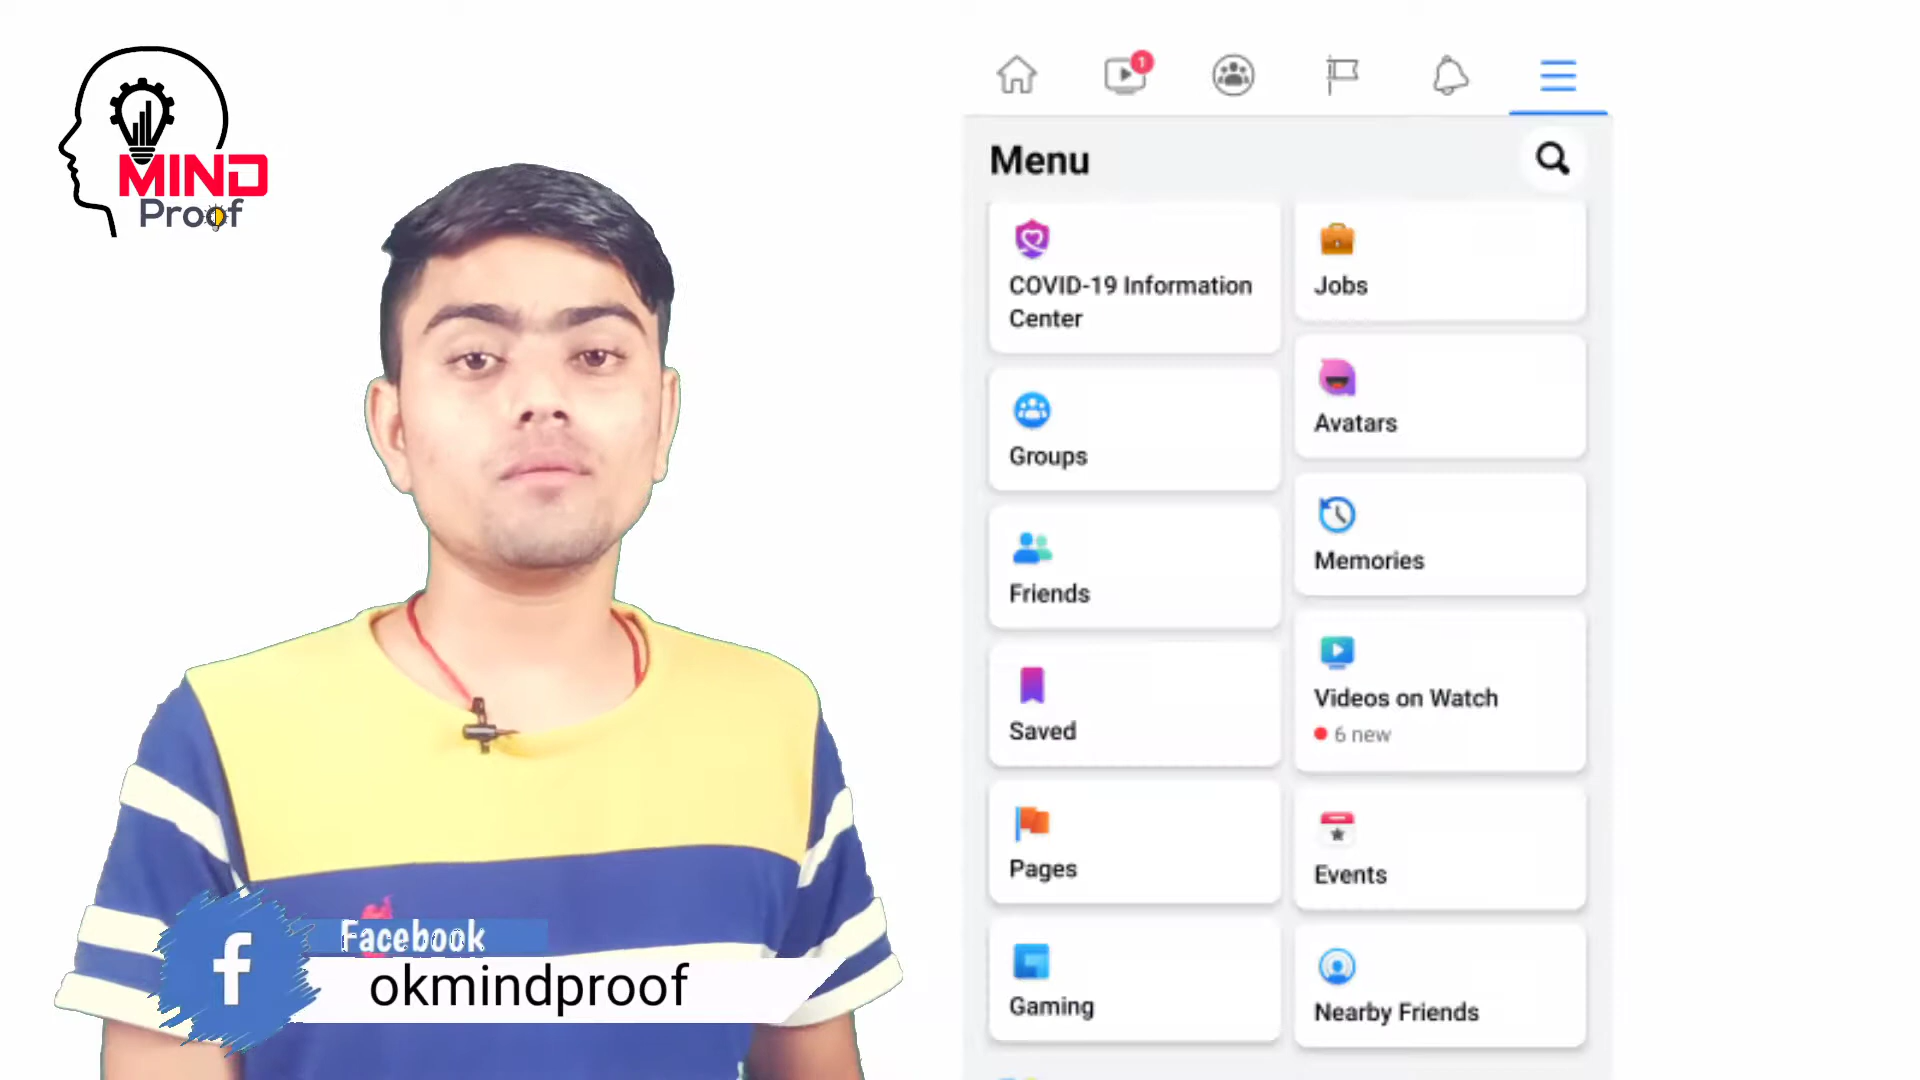 MIND
Proof
1
Menu
COVID-19 Information
Center
Jobs
Groups
Avatars
Friends
Memories
Saved
Videos on Watch
6 new
Pages
Events
Gaming
Nearby Friends
f
Facebook
okmindproof